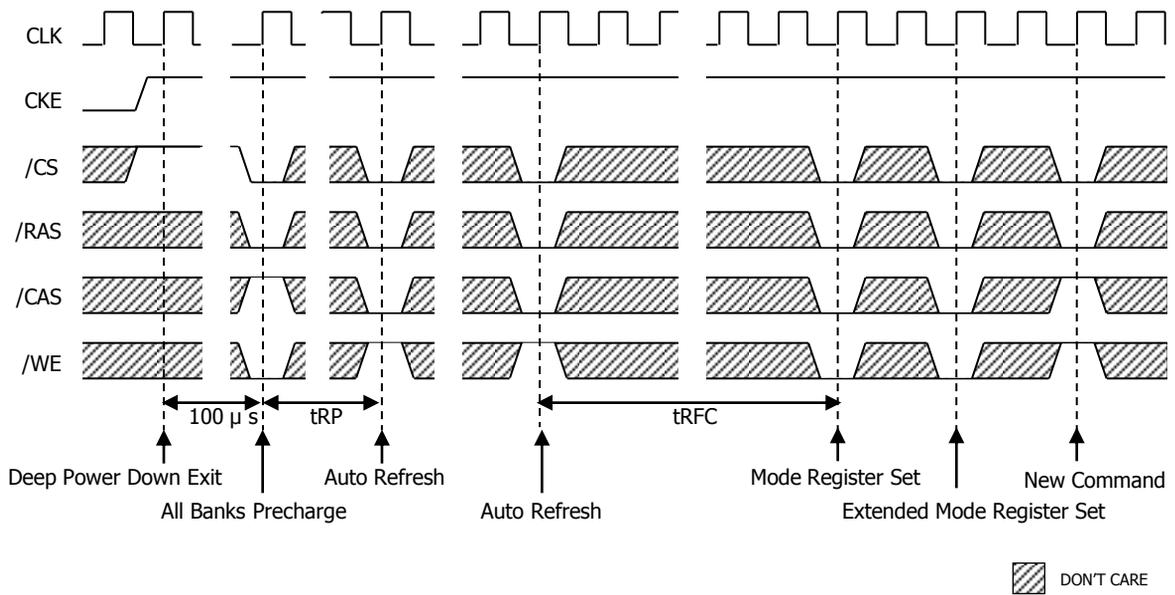 CLK
CKE
/CS
/RAS
/CAS
/WE
100 μ s
tRP
tRFC
Deep Power Down Exit
Auto Refresh
Mode Register Set
New Command
All Banks Precharge
Auto Refresh
Extended Mode Register Set
DON'T CARE